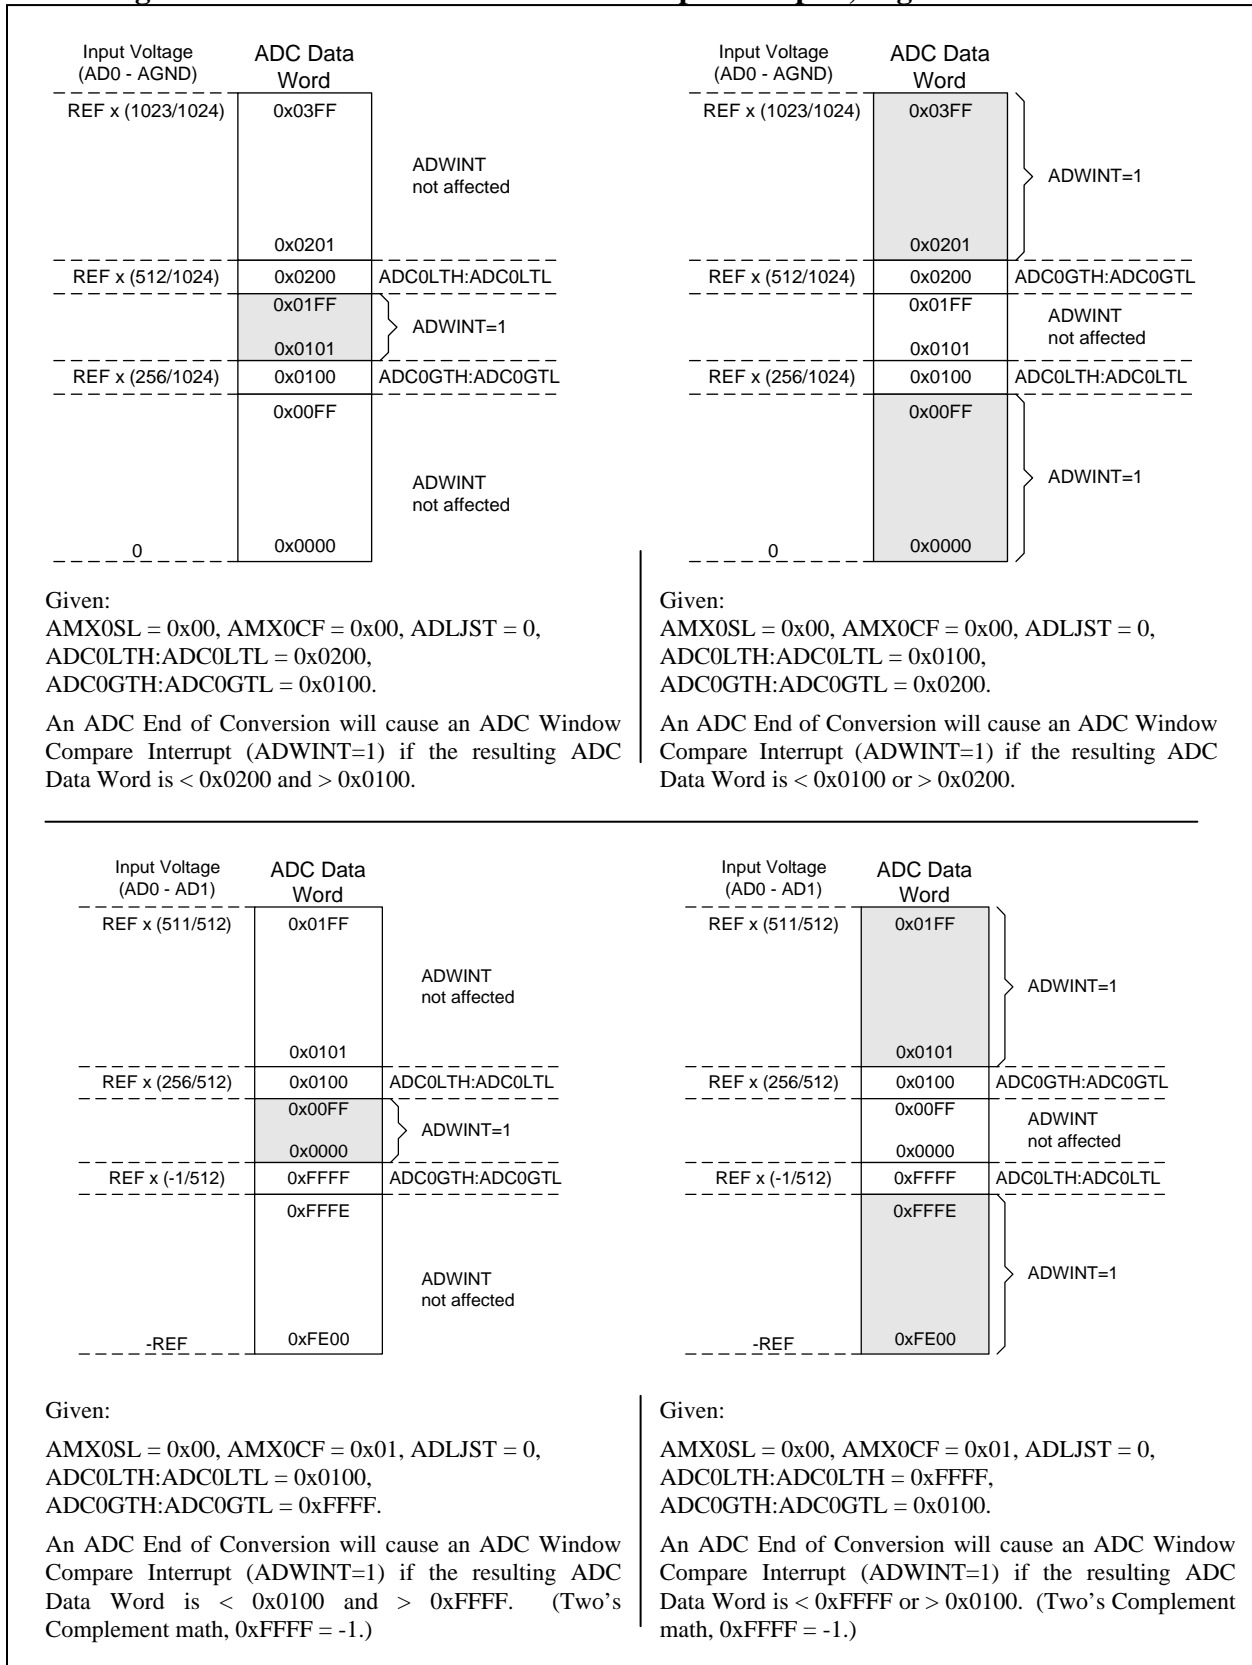 Input Voltage
(AD0 - AGND)
ADC Data
Word
REF x (1023/1024)
0x03FF
ADWINT
not affected
0x0201
REF x (512/1024)
0x0200
ADC0LTH:ADC0LTL
0x01FF
ADWINT=1
0x0101
REF x (256/1024)
0x0100
ADC0GTH:ADC0GTL
0x00FF
ADWINT
not affected
0
0x0000
Given:
AMX0SL = 0x00, AMX0CF = 0x00, ADLJST = 0,
ADC0LTH:ADC0LTL = 0x0200,
ADC0GTH:ADC0GTL = 0x0100.
An ADC End of Conversion will cause an ADC Window
Compare Interrupt (ADWINT=1) if the resulting ADC
Data Word is < 0x0200 and > 0x0100.
Input Voltage
(AD0 - AGND)
ADC Data
Word
REF x (1023/1024)
0x03FF
ADWINT=1
0x0201
REF x (512/1024)
0x0200
ADC0GTH:ADC0GTL
0x01FF
ADWINT
not affected
0x0101
REF x (256/1024)
0x0100
ADC0LTH:ADC0LTL
0x00FF
ADWINT=1
0
0x0000
Given:
AMX0SL = 0x00, AMX0CF = 0x00, ADLJST = 0,
ADC0LTH:ADC0LTL = 0x0100,
ADC0GTH:ADC0GTL = 0x0200.
An ADC End of Conversion will cause an ADC Window
Compare Interrupt (ADWINT=1) if the resulting ADC
Data Word is < 0x0100 or > 0x0200.
Input Voltage
(AD0 - AD1)
ADC Data
Word
REF x (511/512)
0x01FF
ADWINT
not affected
0x0101
REF x (256/512)
0x0100
ADC0LTH:ADC0LTL
0x00FF
ADWINT=1
0x0000
REF x (-1/512)
0xFFFF
ADC0GTH:ADC0GTL
0xFFFE
ADWINT
not affected
-REF
0xFE00
Given:
AMX0SL = 0x00, AMX0CF = 0x01, ADLJST = 0,
ADC0LTH:ADC0LTL = 0x0100,
ADC0GTH:ADC0GTL = 0xFFFF.
An ADC End of Conversion will cause an ADC Window
Compare Interrupt (ADWINT=1) if the resulting ADC
Data Word is < 0x0100 and > 0xFFFF. (Two's
Complement math, 0xFFFF = -1.)
Input Voltage
(AD0 - AD1)
ADC Data
Word
REF x (511/512)
0x01FF
ADWINT=1
0x0101
REF x (256/512)
0x0100
ADC0GTH:ADC0GTL
0x00FF
ADWINT
not affected
0x0000
REF x (-1/512)
0xFFFF
ADC0LTH:ADC0LTL
0xFFFE
ADWINT=1
-REF
0xFE00
Given:
AMX0SL = 0x00, AMX0CF = 0x01, ADLJST = 0,
ADC0LTH:ADC0LTH = 0xFFFF,
ADC0GTH:ADC0GTL = 0x0100.
An ADC End of Conversion will cause an ADC Window
Compare Interrupt (ADWINT=1) if the resulting ADC
Data Word is < 0xFFFF or > 0x0100. (Two's Complement
math, 0xFFFF = -1.)